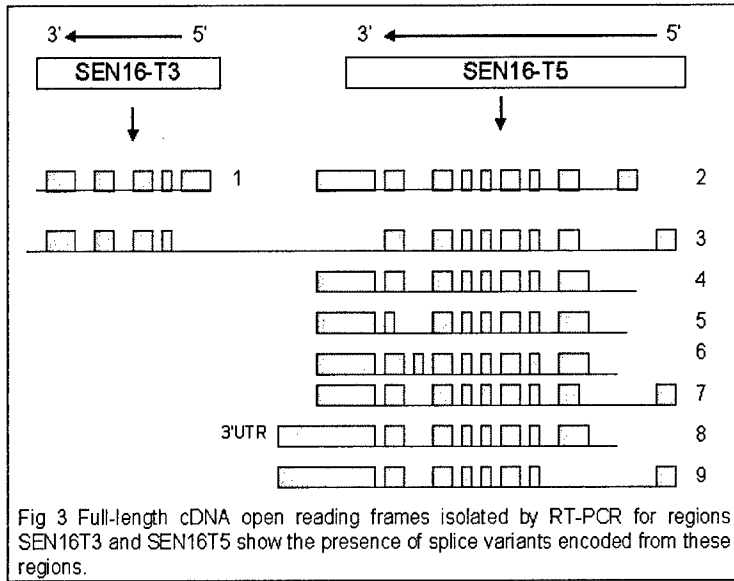 3' 5' 3' 5'
SEN16-T3 SEN16-T5
1 2
3
4
5
6
7
3'UTR 8
9
Fig 3 Full-length cDNA open reading frames isolated by RT-PCR for regions
SEN16T3 and SEN16T5 show the presence of splice variants encoded from these
regions.